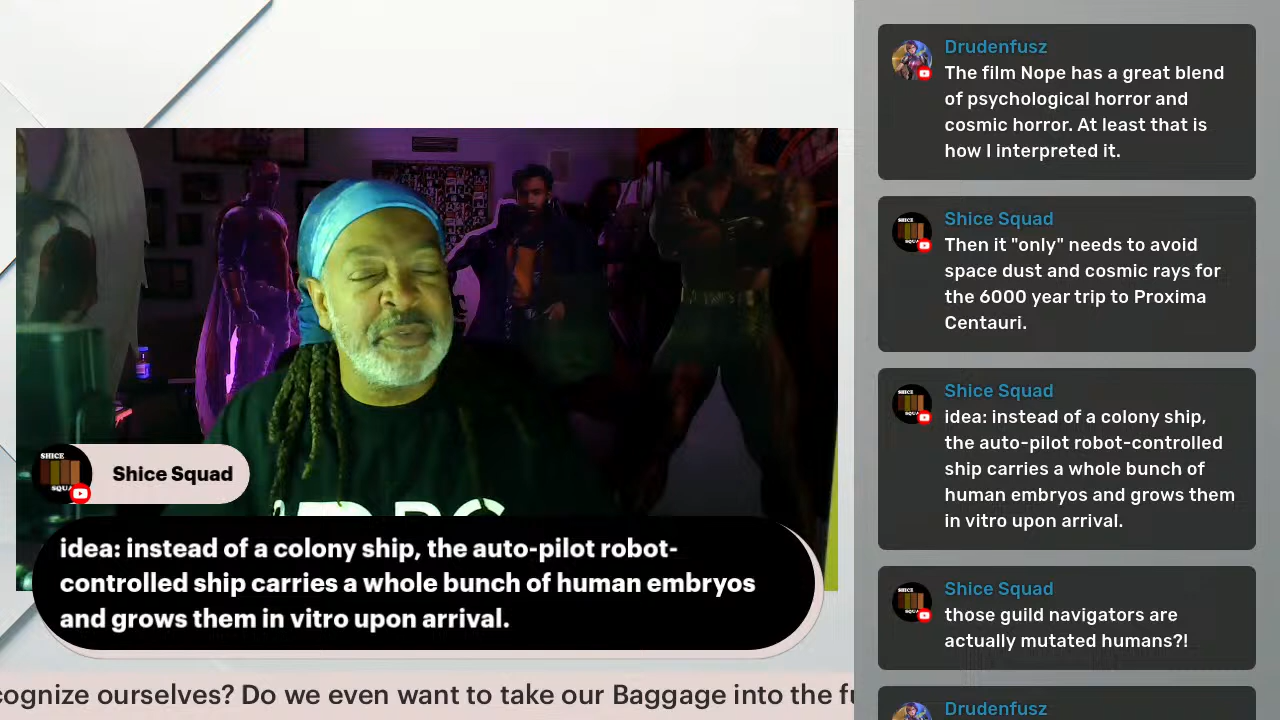 Drudenfusz
The film Nope has a great blend
of psychological horror and
cosmic horror. At least that is
how I interpreted it.
Shice Squad
Then it "only" needs to avoid
space dust and cosmic rays for
the 6000 year trip to Proxima
Centauri.
Shice Squad
idea: instead of a colony ship,
the auto-pilot robot-controlled
ship carries a whole bunch of
human embryos and grows them
in vitro upon arrival.
Shice Squad
those guild navigators are
actually mutated humans?!
Drudenfusz
SHICE
SQUA
Shice Squad
idea: instead of a colony ship, the auto-pilot robot-
controlled ship carries a whole bunch of human embryos
and grows them in vitro upon arrival.
cognize ourselves? Do we even want to take our Baggage into the fu